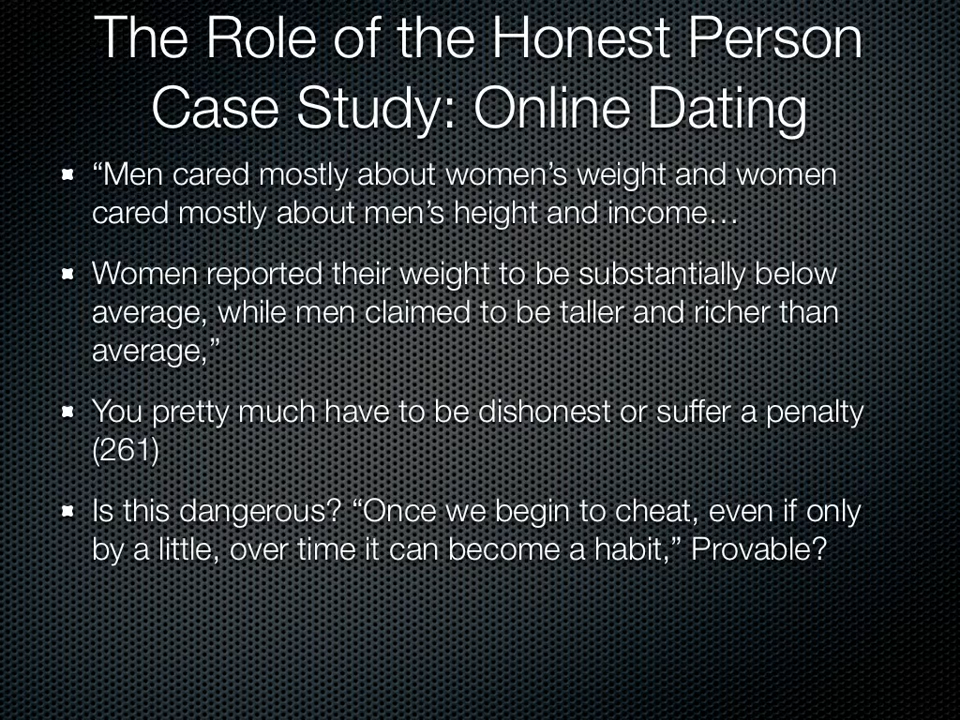 The Role of the Honest Person
Case Study: Online Dating
“Men cared mostly about women’s weight and women
cared mostly about men’s height and income…
Women reported their weight to be substantially below
average, while men claimed to be taller and richer than
average,”
You pretty much have to be dishonest or suffer a penalty
(261)
Is this dangerous? “Once we begin to cheat, even if only
by a little, over time it can become a habit,” Provable?